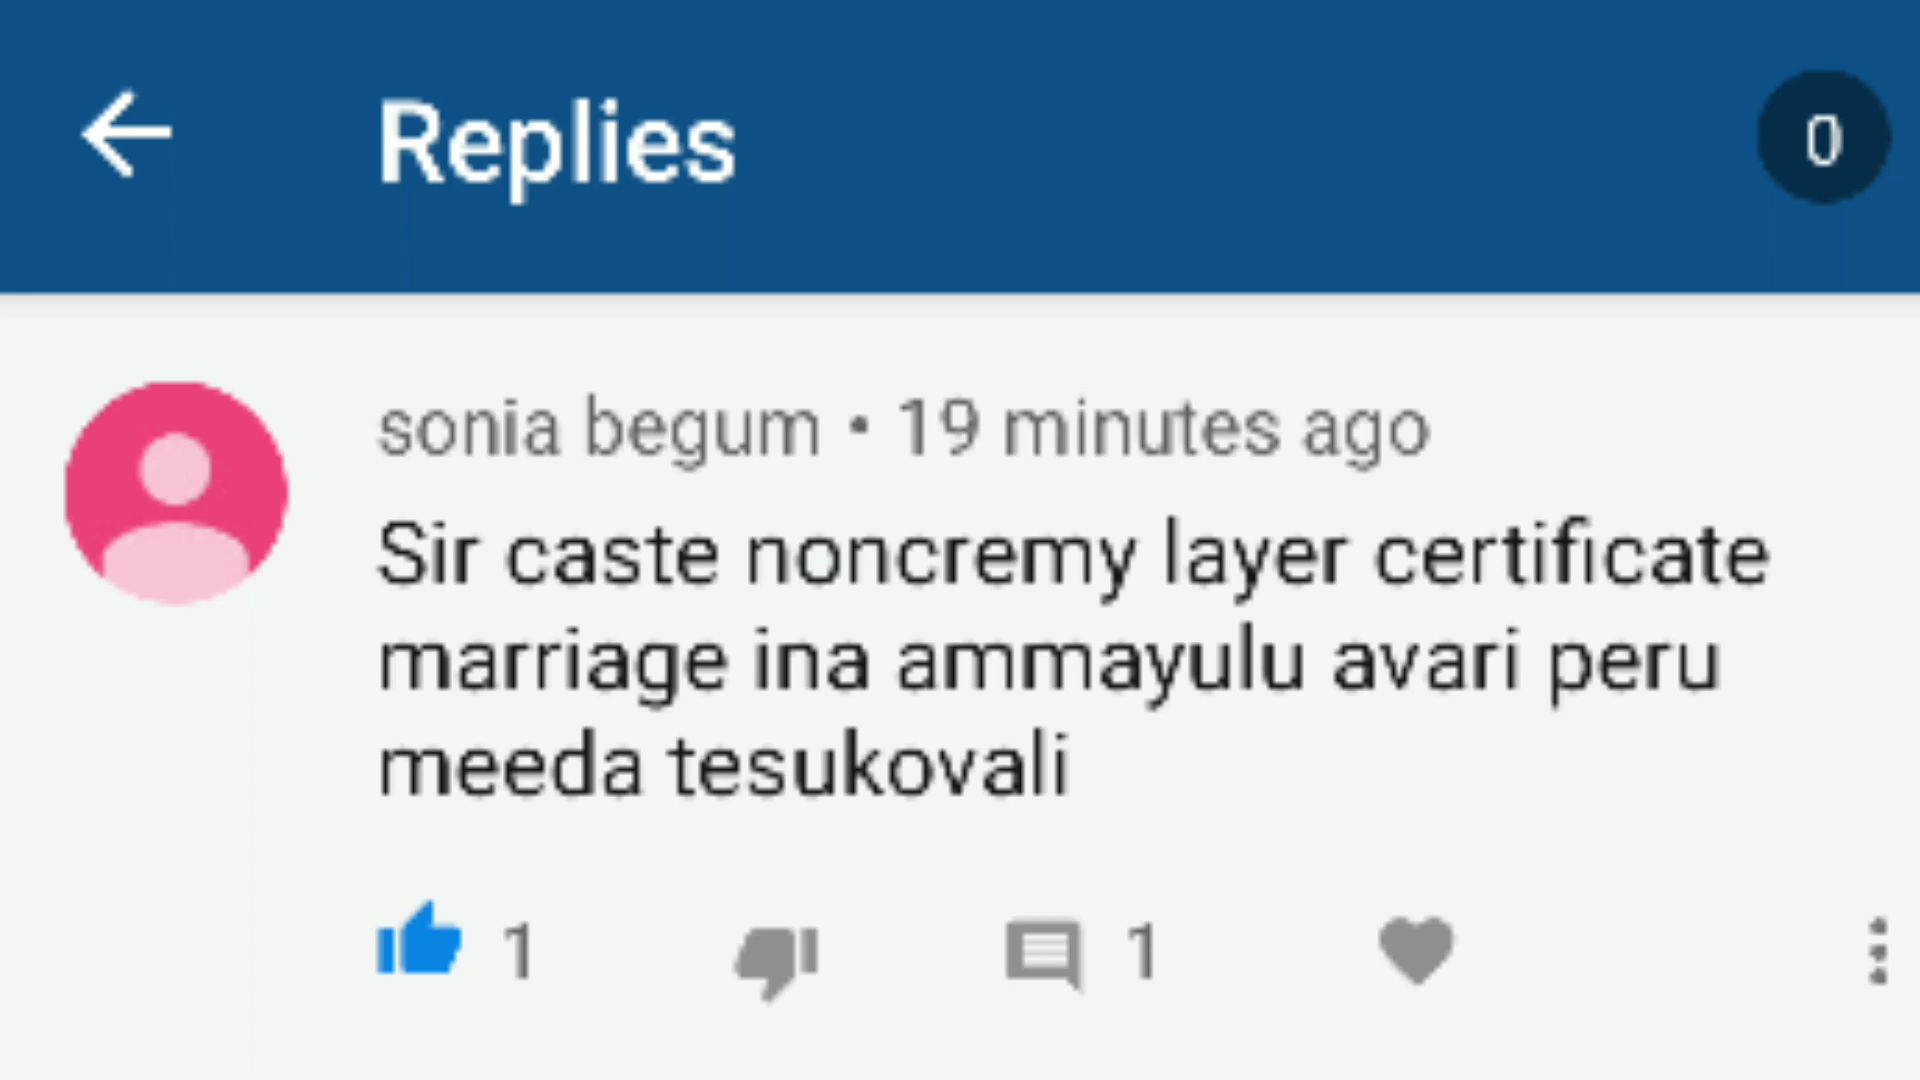 Replies
0
sonia begum • 19 minutes ago
Sir caste noncremy layer certificate
marriage ina ammayulu avari peru
meeda tesukovali
1
1